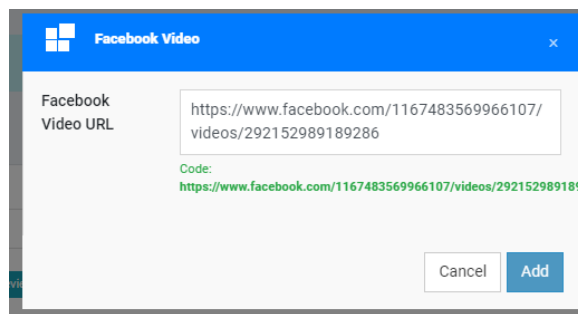 Facebook Video
x
Facebook
Video URL
https://www.facebook.com/1167483569966107/
videos/292152989189286
Code:
https://www.facebook.com/1167483569966107/videos/29215298918
Cancel
Add